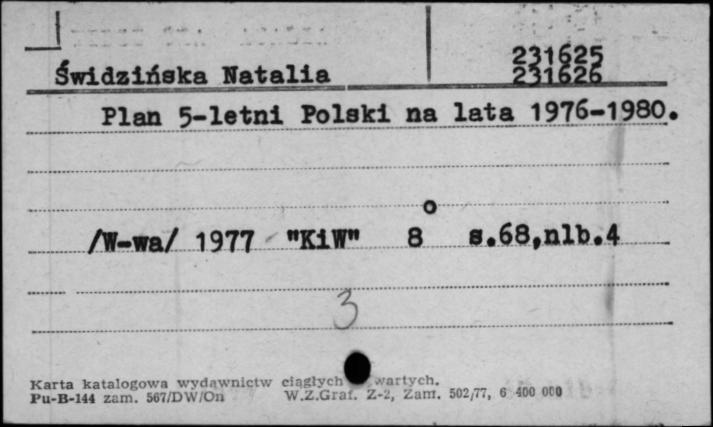 231625
Świdzińska Natalia 231626
Plan 5-letni Polski na lata 1976-1980.
/W-wa/ 1977 "KiW" 8° s.68,nlb.4
3
Karta katalogowa wydawnictw ciągłych wartych.
Pu-B-144 zam. 567/DW/On W.Z.Graf. Z-2, Zam. 502/77, 6 400 000